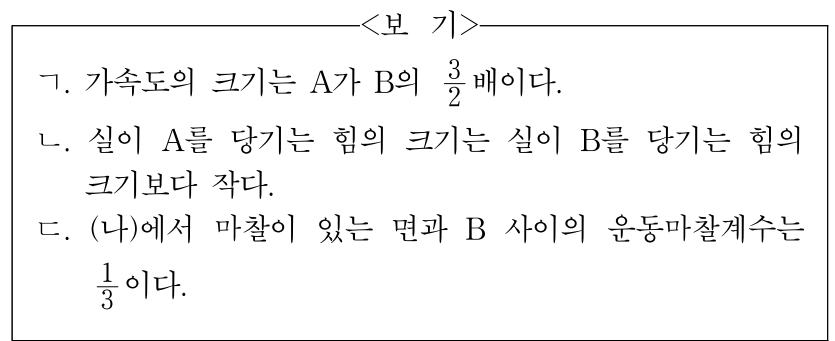 <보 기>
ㄱ. 가속도의 크기는 A가 B의 3/2배이다.
ㄴ. 실이 A를 당기는 힘의 크기는 실이 B를 당기는 힘의
크기보다 작다.
ㄷ. (나)에서 마찰이 있는 면과 B 사이의 운동마찰계수는
1/3이다.